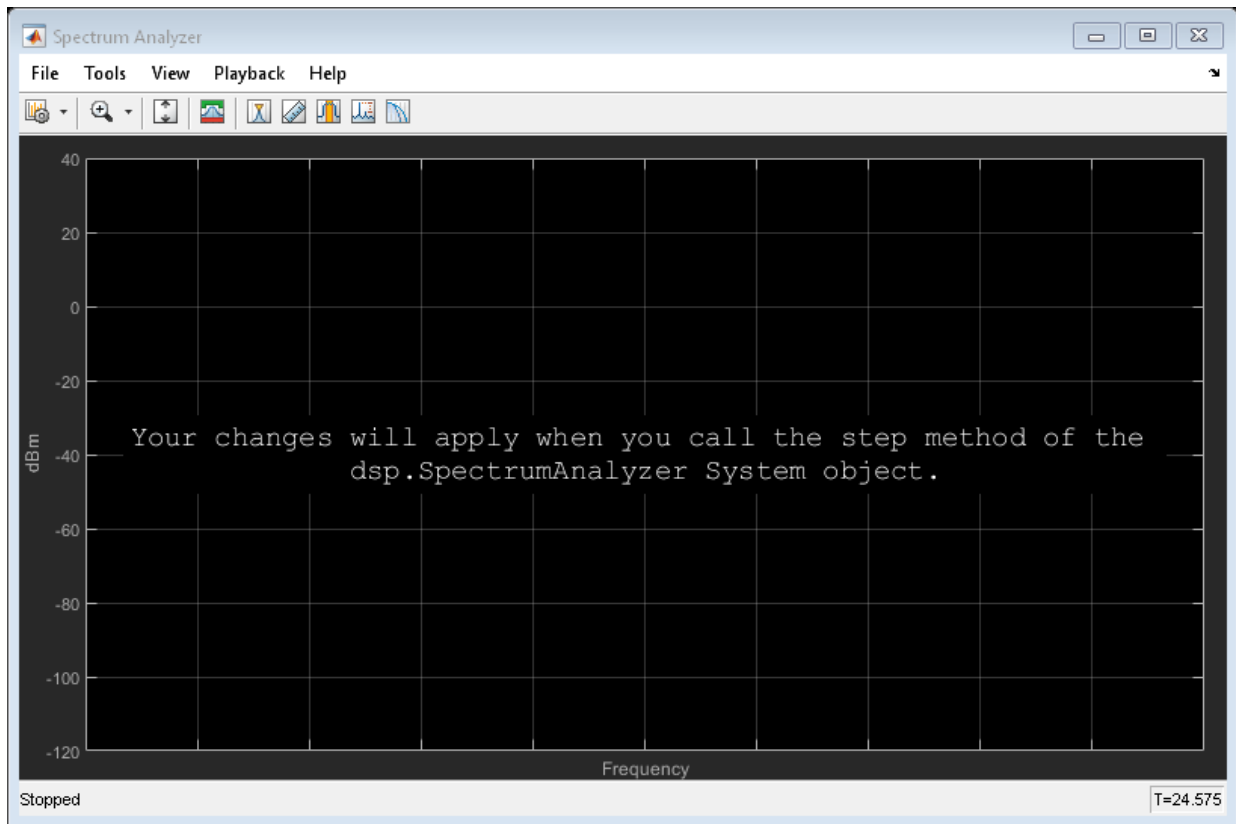 Spectrum Analyzer
File Tools View Playback Help
40
20
0
-20
Your changes will apply when you call the step method of the
dBm
-40
dsp.SpectrumAnalyzer System object.
-60
-80
-100
-120
Frequency
Stopped T=24.575